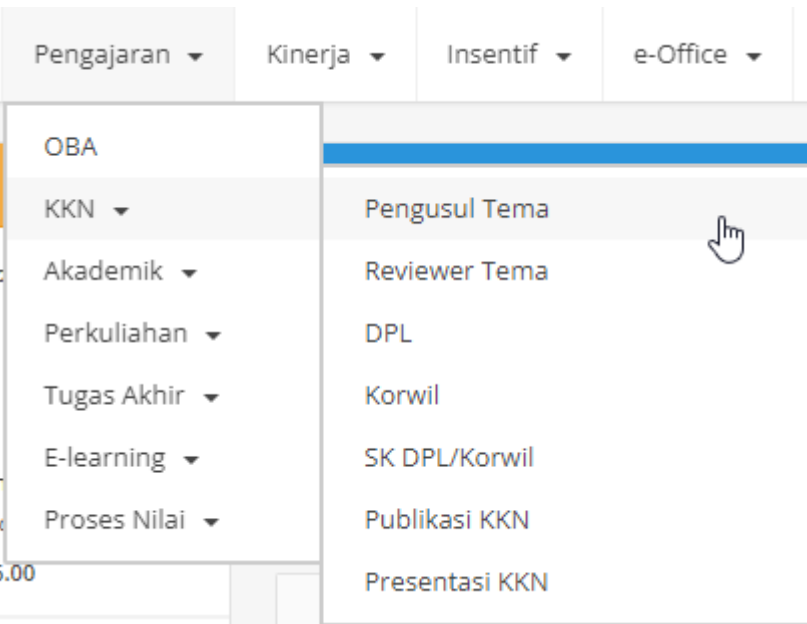 Pengajaran Kinerja Insentif e-Office
OBA
KKN
Akademik
Perkuliahan
Tugas Akhir
E-learning
Proses Nilai
Pengusul Tema
Reviewer Tema
DPL
Korwil
SK DPL/Korwil
Publikasi KKN
Presentasi KKN
.00